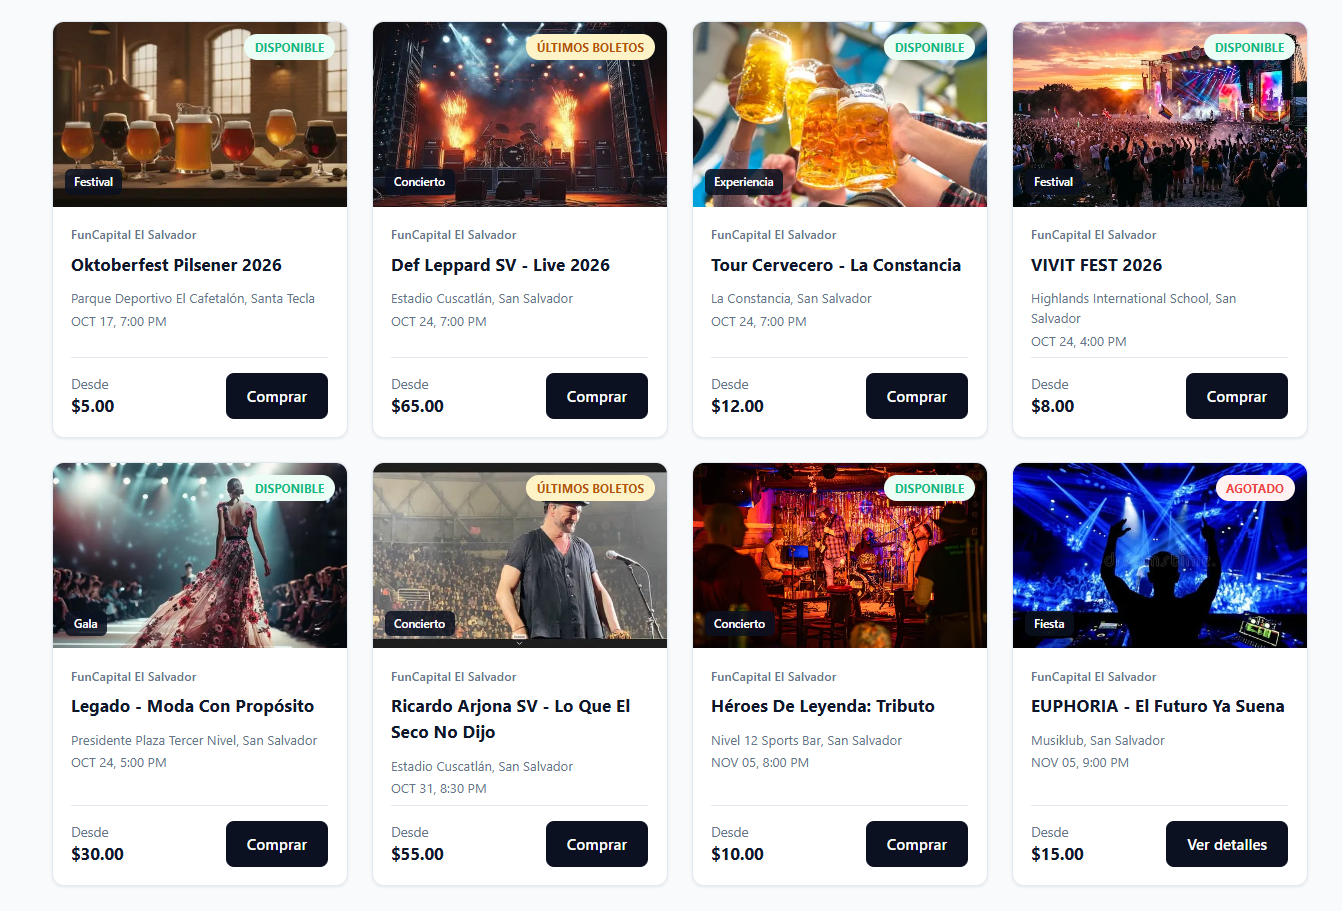 DISPONIBLE
Festival
FunCapital El Salvador
Oktoberfest Pilsener 2026
Parque Deportivo El Cafetalón, Santa Tecla
OCT 17, 7:00 PM
Desde
$5.00
Comprar
ÚLTIMOS BOLETOS
Concierto
FunCapital El Salvador
Def Leppard SV - Live 2026
Estadio Cuscatlán, San Salvador
OCT 24, 7:00 PM
Desde
$65.00
Comprar
DISPONIBLE
Experiencia
FunCapital El Salvador
Tour Cervecero - La Constancia
La Constancia, San Salvador
OCT 24, 7:00 PM
Desde
$12.00
Comprar
DISPONIBLE
Festival
FunCapital El Salvador
VIVIT FEST 2026
Highlands International School, San
Salvador
OCT 24, 4:00 PM
Desde
$8.00
Comprar
DISPONIBLE
Gala
FunCapital El Salvador
Legado - Moda Con Propósito
Presidente Plaza Tercer Nivel, San Salvador
OCT 24, 5:00 PM
Desde
$30.00
Comprar
ÚLTIMOS BOLETOS
Concierto
FunCapital El Salvador
Ricardo Arjona SV - Lo Que El
Seco No Dijo
Estadio Cuscatlán, San Salvador
OCT 31, 8:30 PM
Desde
$55.00
Comprar
DISPONIBLE
Concierto
FunCapital El Salvador
Héroes De Leyenda: Tributo
Nivel 12 Sports Bar, San Salvador
NOV 05, 8:00 PM
Desde
$10.00
Comprar
AGOTADO
Fiesta
FunCapital El Salvador
EUPHORIA - El Futuro Ya Suena
Musiklub, San Salvador
NOV 05, 9:00 PM
Desde
$15.00
Ver detalles